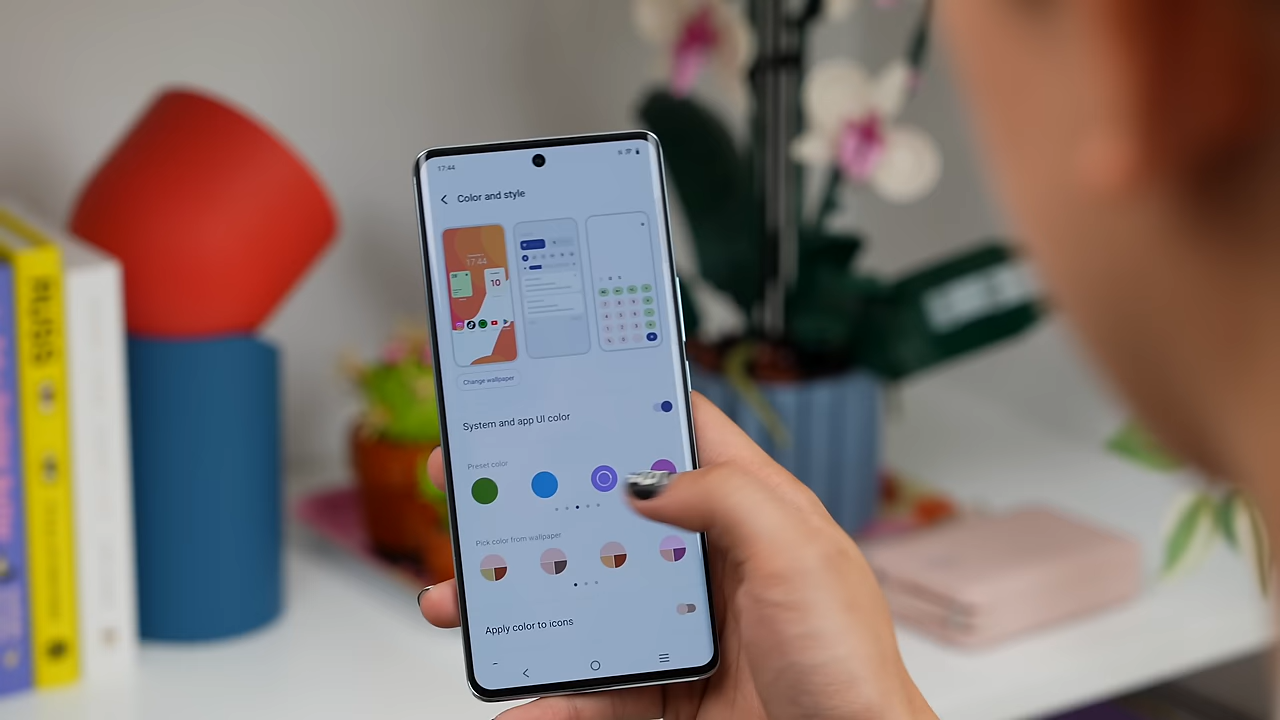 17:44
Color and style
17:44
10
Change wallpaper
System and app UI color
Preset color
Pick color from wallpaper
Apply color to icons